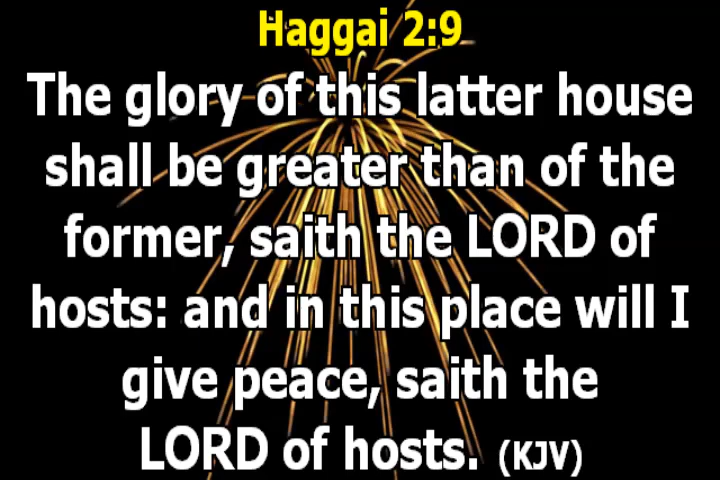 Haggai 2:9
The glory of this latter house
shall be greater than of the
former, saith the LORD of
hosts: and in this place will I
give peace, saith the
LORD of hosts. (KJV)